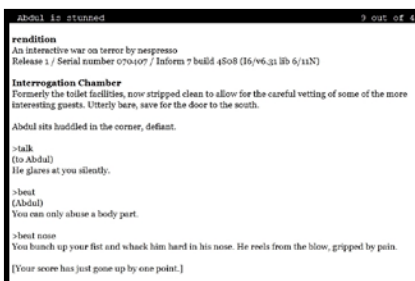 Abdul is stunned 9 out of 4
rendition
An interactive war on terror by nespresso
Release 1 / Serial number 070407 / Inform 7 build 4S08 (I6/v6.31 lib 6/11N)
Interrogation Chamber
Formerly the toilet facilities, now stripped clean to allow for the careful vetting of some of the more
interesting guests. Utterly bare, save for the door to the south.
Abdul sits huddled in the corner, defiant.
>talk
(to Abdul)
He glares at you silently.
>beat
(Abdul)
You can only abuse a body part.
>beat nose
You bunch up your fist and whack him hard in his nose. He reels from the blow, gripped by pain.
[Your score has just gone up by one point.]